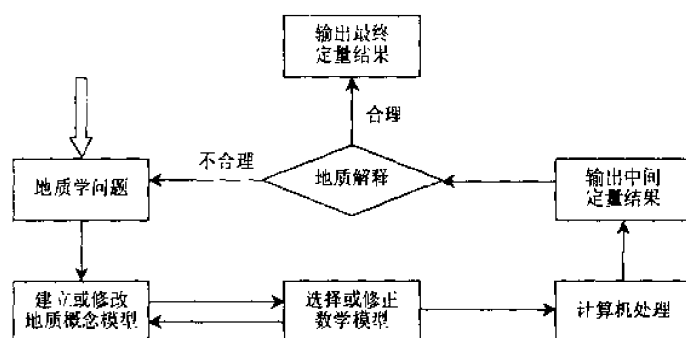 输出最终
定量结果
合理
不合理
地质学问题
地质解释
输出中间
定量结果
建立或修改
地质概念模型
选择或修正
数学模型
计算机处理